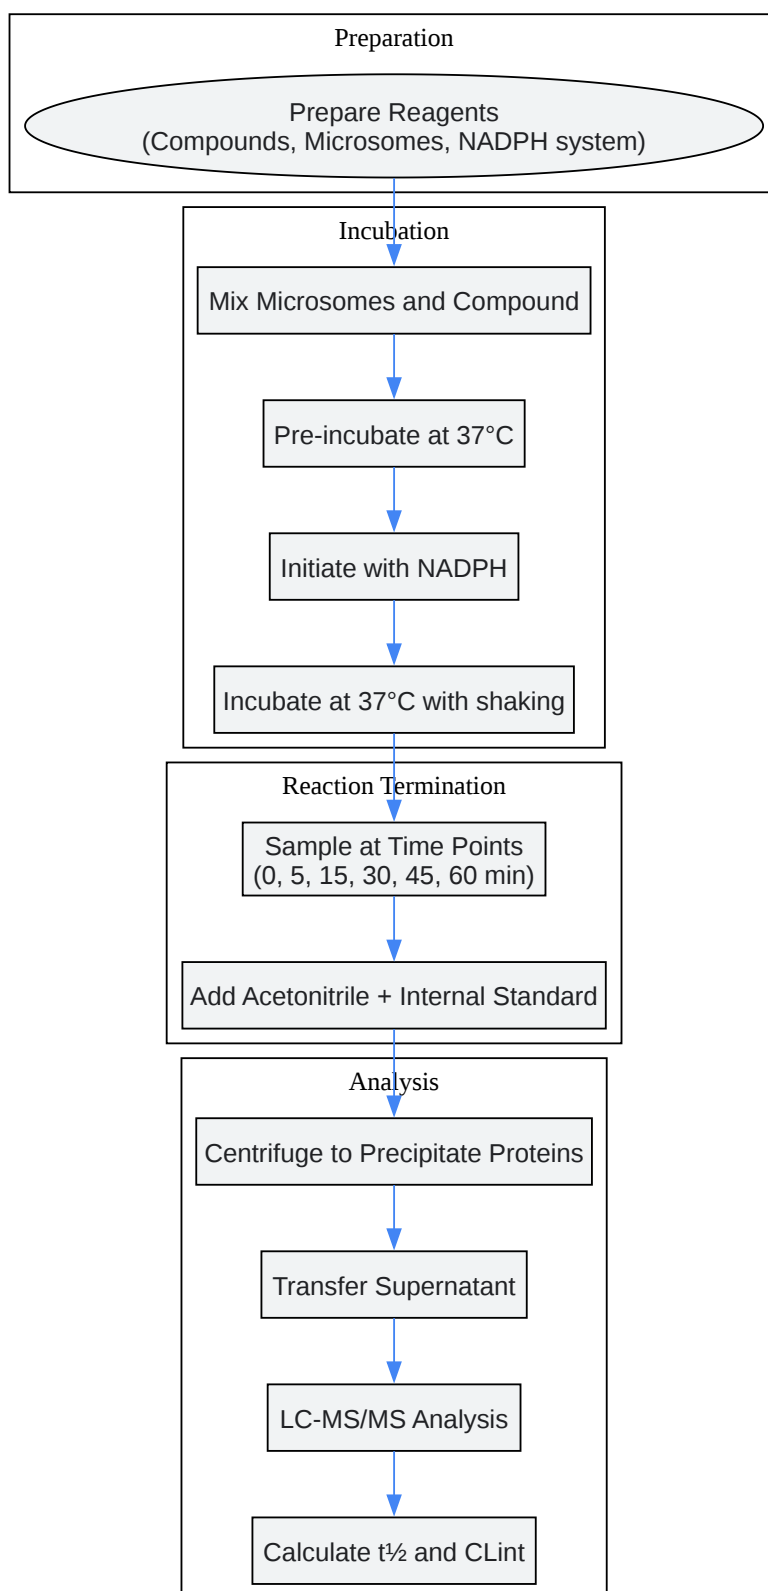 Preparation
Prepare Reagents
(Compounds, Microsomes, NADPH system)
Incubation
Mix Microsomes and Compound
Pre-incubate at 37°C
Initiate with NADPH
Incubate at 37°C with shaking
Reaction Termination
Sample at Time Points
(0, 5, 15, 30, 45, 60 min)
Add Acetonitrile + Internal Standard
Analysis
Centrifuge to Precipitate Proteins
Transfer Supernatant
LC-MS/MS Analysis
Calculate t½ and CLint